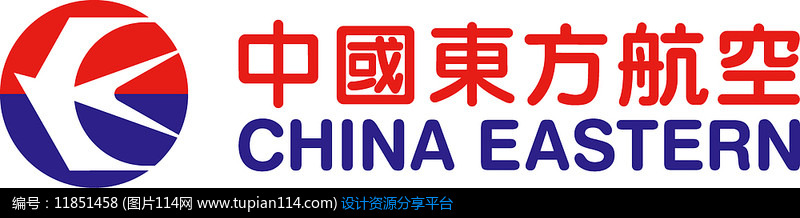 中國東方航空
CHINA EASTERN
编号：11851458 (图片114网 www.tupian114.com) 设计资源分享平台